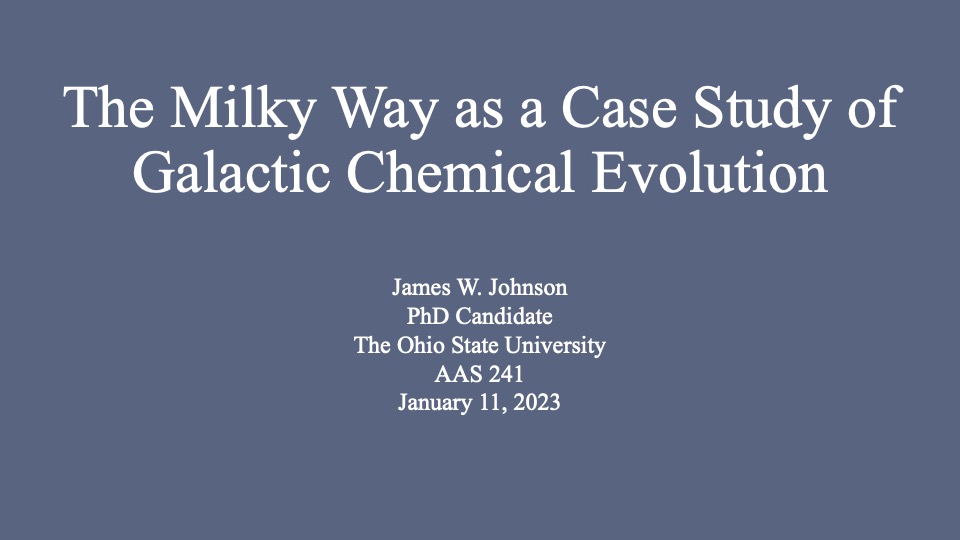 The Milky Way as a Case Study of
Galactic Chemical Evolution
James W. Johnson
PhD Candidate
The Ohio State University
AAS 241
January 11, 2023